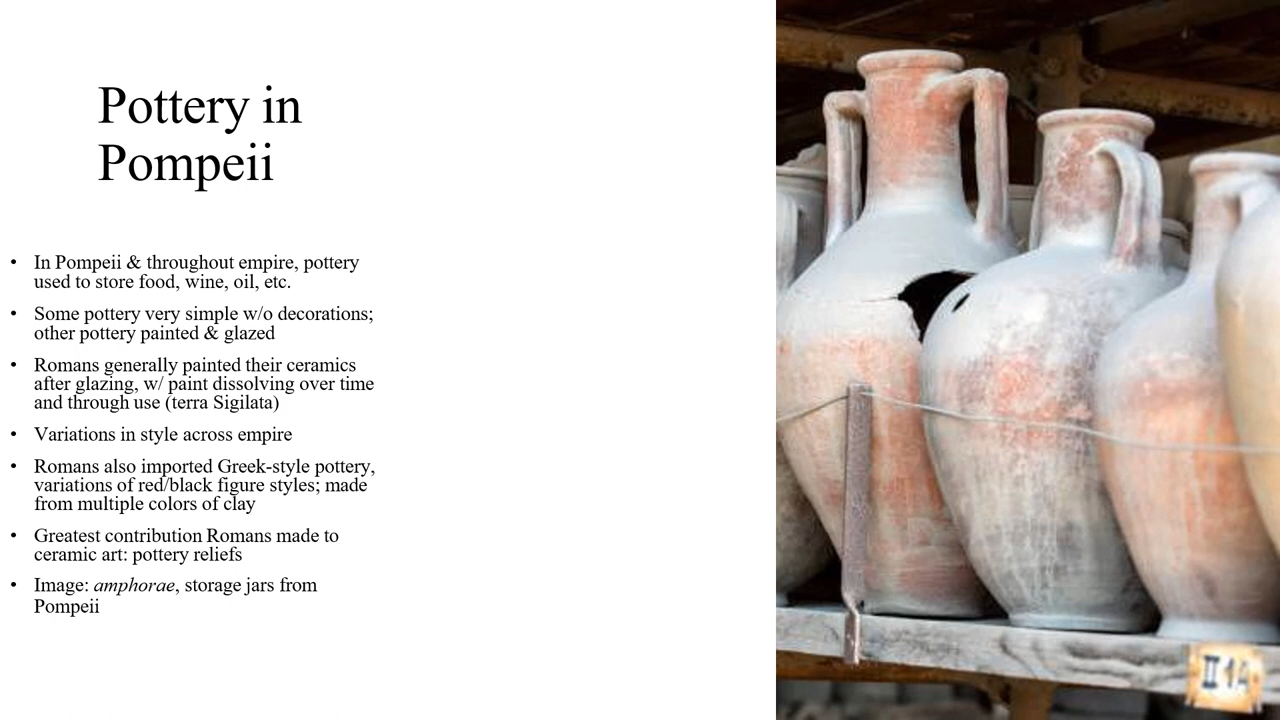 Pottery in
Pompeii
• In Pompeii & throughout empire, pottery
used to store food, wine, oil, etc.
• Some pottery very simple w/o decorations;
other pottery painted & glazed
• Romans generally painted their ceramics
after glazing, w/ paint dissolving over time
and through use (terra Sigilata)
• Variations in style across empire
• Romans also imported Greek-style pottery,
variations of red/black figure styles; made
from multiple colors of clay
• Greatest contribution Romans made to
ceramic art: pottery reliefs
• Image: amphorae, storage jars from
Pompeii